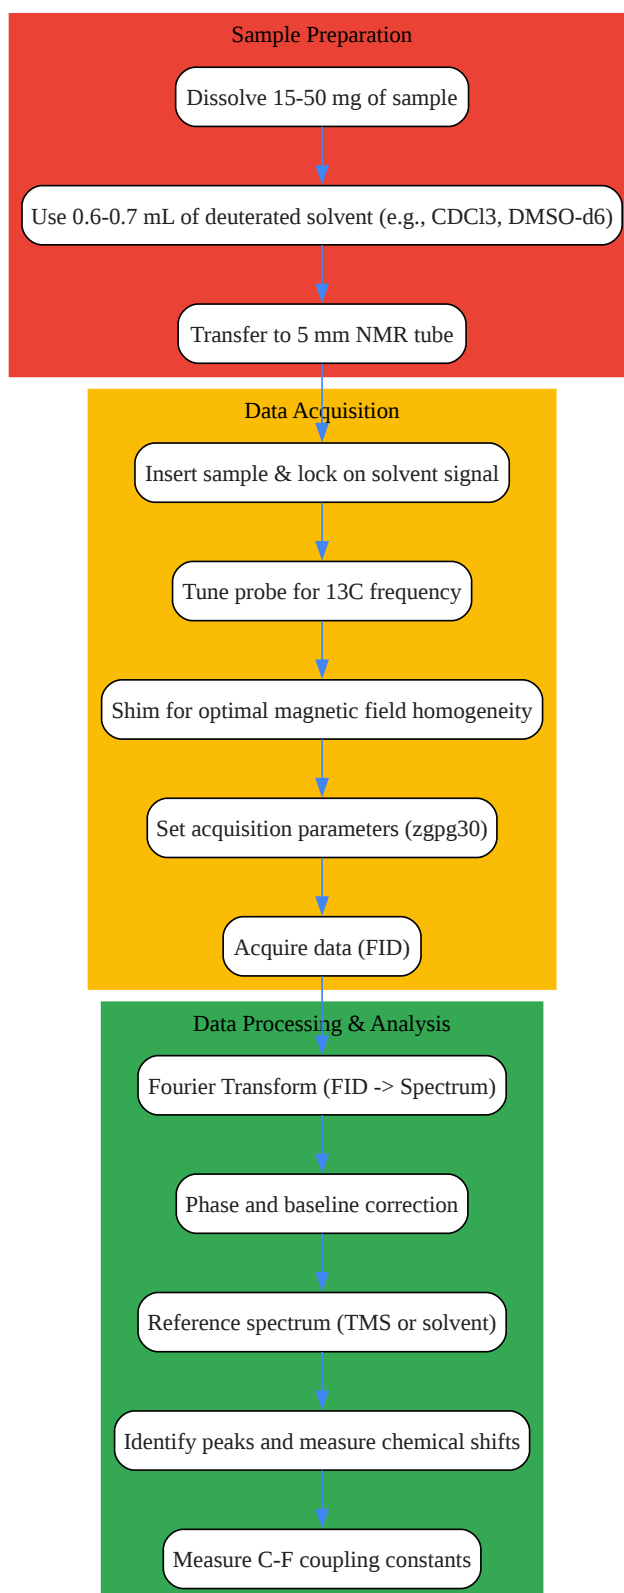 Sample Preparation
Dissolve 15-50 mg of sample
Use 0.6-0.7 mL of deuterated solvent (e.g., CDCl3, DMSO-d6)
Transfer to 5 mm NMR tube
Data Acquisition
Insert sample & lock on solvent signal
Tune probe for 13C frequency
Shim for optimal magnetic field homogeneity
Set acquisition parameters (zgpg30)
Acquire data (FID)
Data Processing & Analysis
Fourier Transform (FID -> Spectrum)
Phase and baseline correction
Reference spectrum (TMS or solvent)
Identify peaks and measure chemical shifts
Measure C-F coupling constants